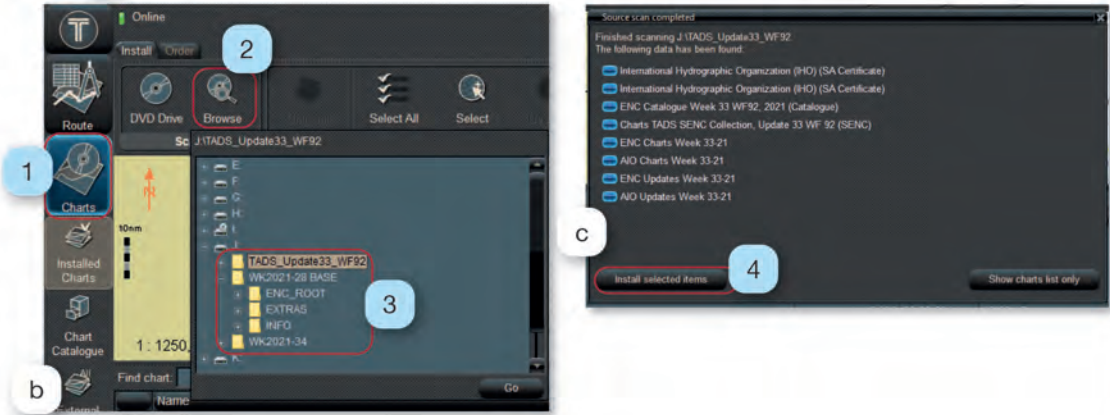 Online
Install Order
2
DVD Drive
Browse
Select All
Select
Route
Sc
J:\TADS_Update33_WF92
1
Charts
E:
F:
G:
H:
I:
J:
TADS_Update33_WF92
WK2021-28 BASE
ENC_ROOT
EXTRAS
INFO
WK2021-34
K:
3
N
10nm
Installed
Charts
Chart
Catalogue
1 : 1250,
Find chart:
Go
b
All
External
Name
Source scan completed
Finished scanning J:\TADS_Update33_WF92.
The following data has been found:
International Hydrographic Organization (IHO) (SA Certificate)
International Hydrographic Organization (IHO) (SA Certificate)
ENC Catalogue Week 33 WF92, 2021 (Catalogue)
Charts TADS SENC Collection, Update 33 WF 92 (SENC)
ENC Charts Week 33-21
AIO Charts Week 33-21
ENC Updates Week 33-21
AIO Updates Week 33-21
c
Install selected items
4
Show charts list only